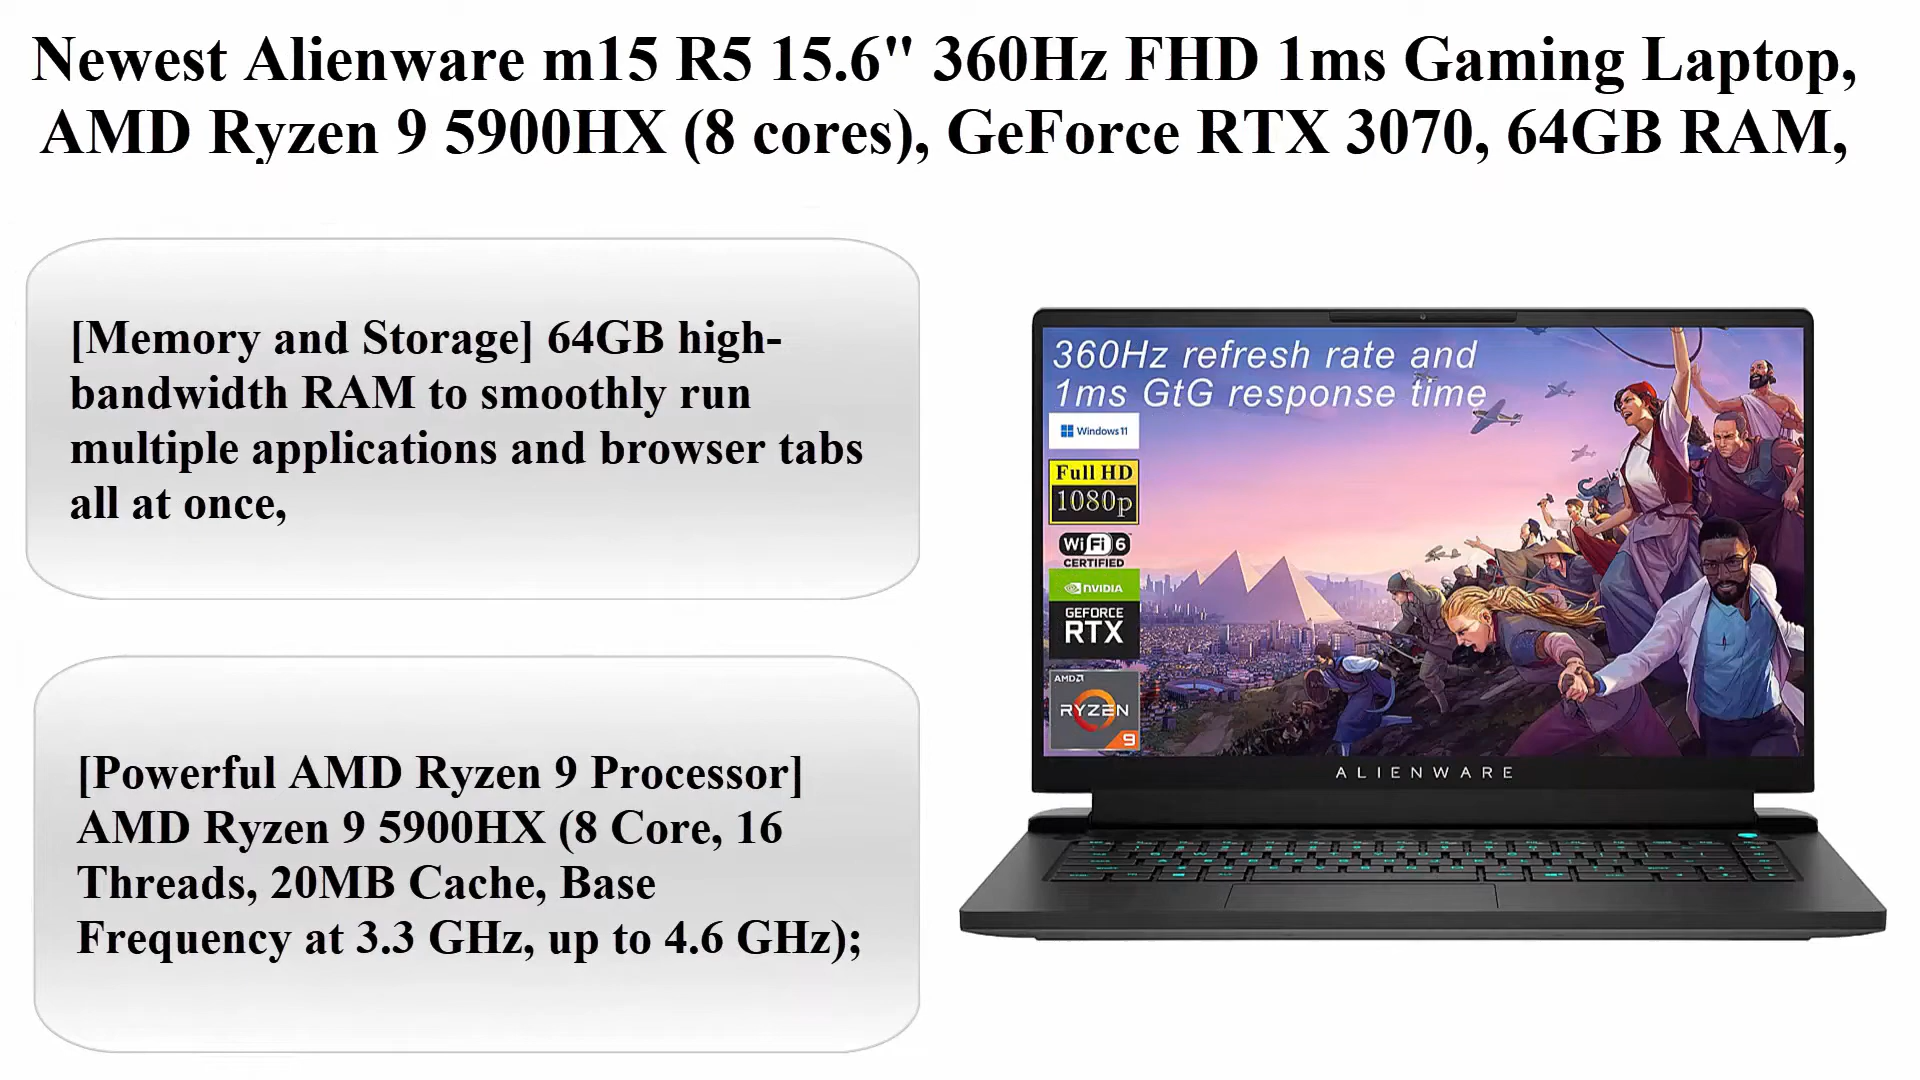 Newest Alienware m15 R5 15.6" 360Hz FHD 1ms Gaming Laptop,
AMD Ryzen 9 5900HX (8 cores), GeForce RTX 3070, 64GB RAM,
[Memory and Storage] 64GB high-
bandwidth RAM to smoothly run
multiple applications and browser tabs
all at once,
[Powerful AMD Ryzen 9 Processor]
AMD Ryzen 9 5900HX (8 Core, 16
Threads, 20MB Cache, Base
Frequency at 3.3 GHz, up to 4.6 GHz);
360Hz refresh rate and
1ms GtG response time
Windows 11
Full HD
1080p
Wi Fi 6
CERTIFIED
NVIDIA
GEFORCE
RTX
AMD
RYZEN
9
ALIENWARE